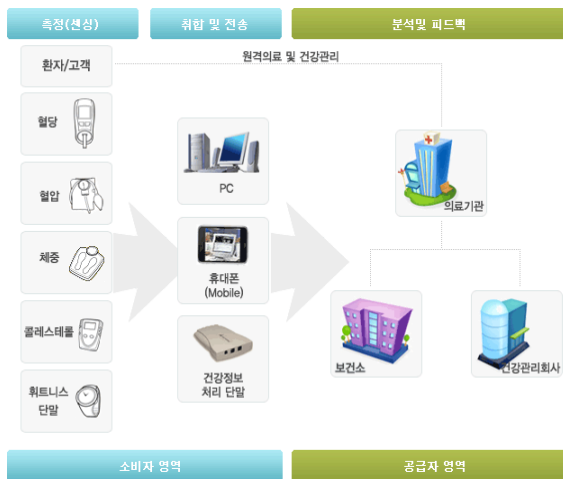 측정(센싱)
취합 및 전송
분석및 피드백
환자/고객
원격의료 및 건강관리
혈당
혈압
체중
콜레스테롤
휘트니스
단말
PC
휴대폰
(Mobile)
건강정보
처리 단말
의료기관
보건소
건강관리회사
소비자 영역
공급자 영역